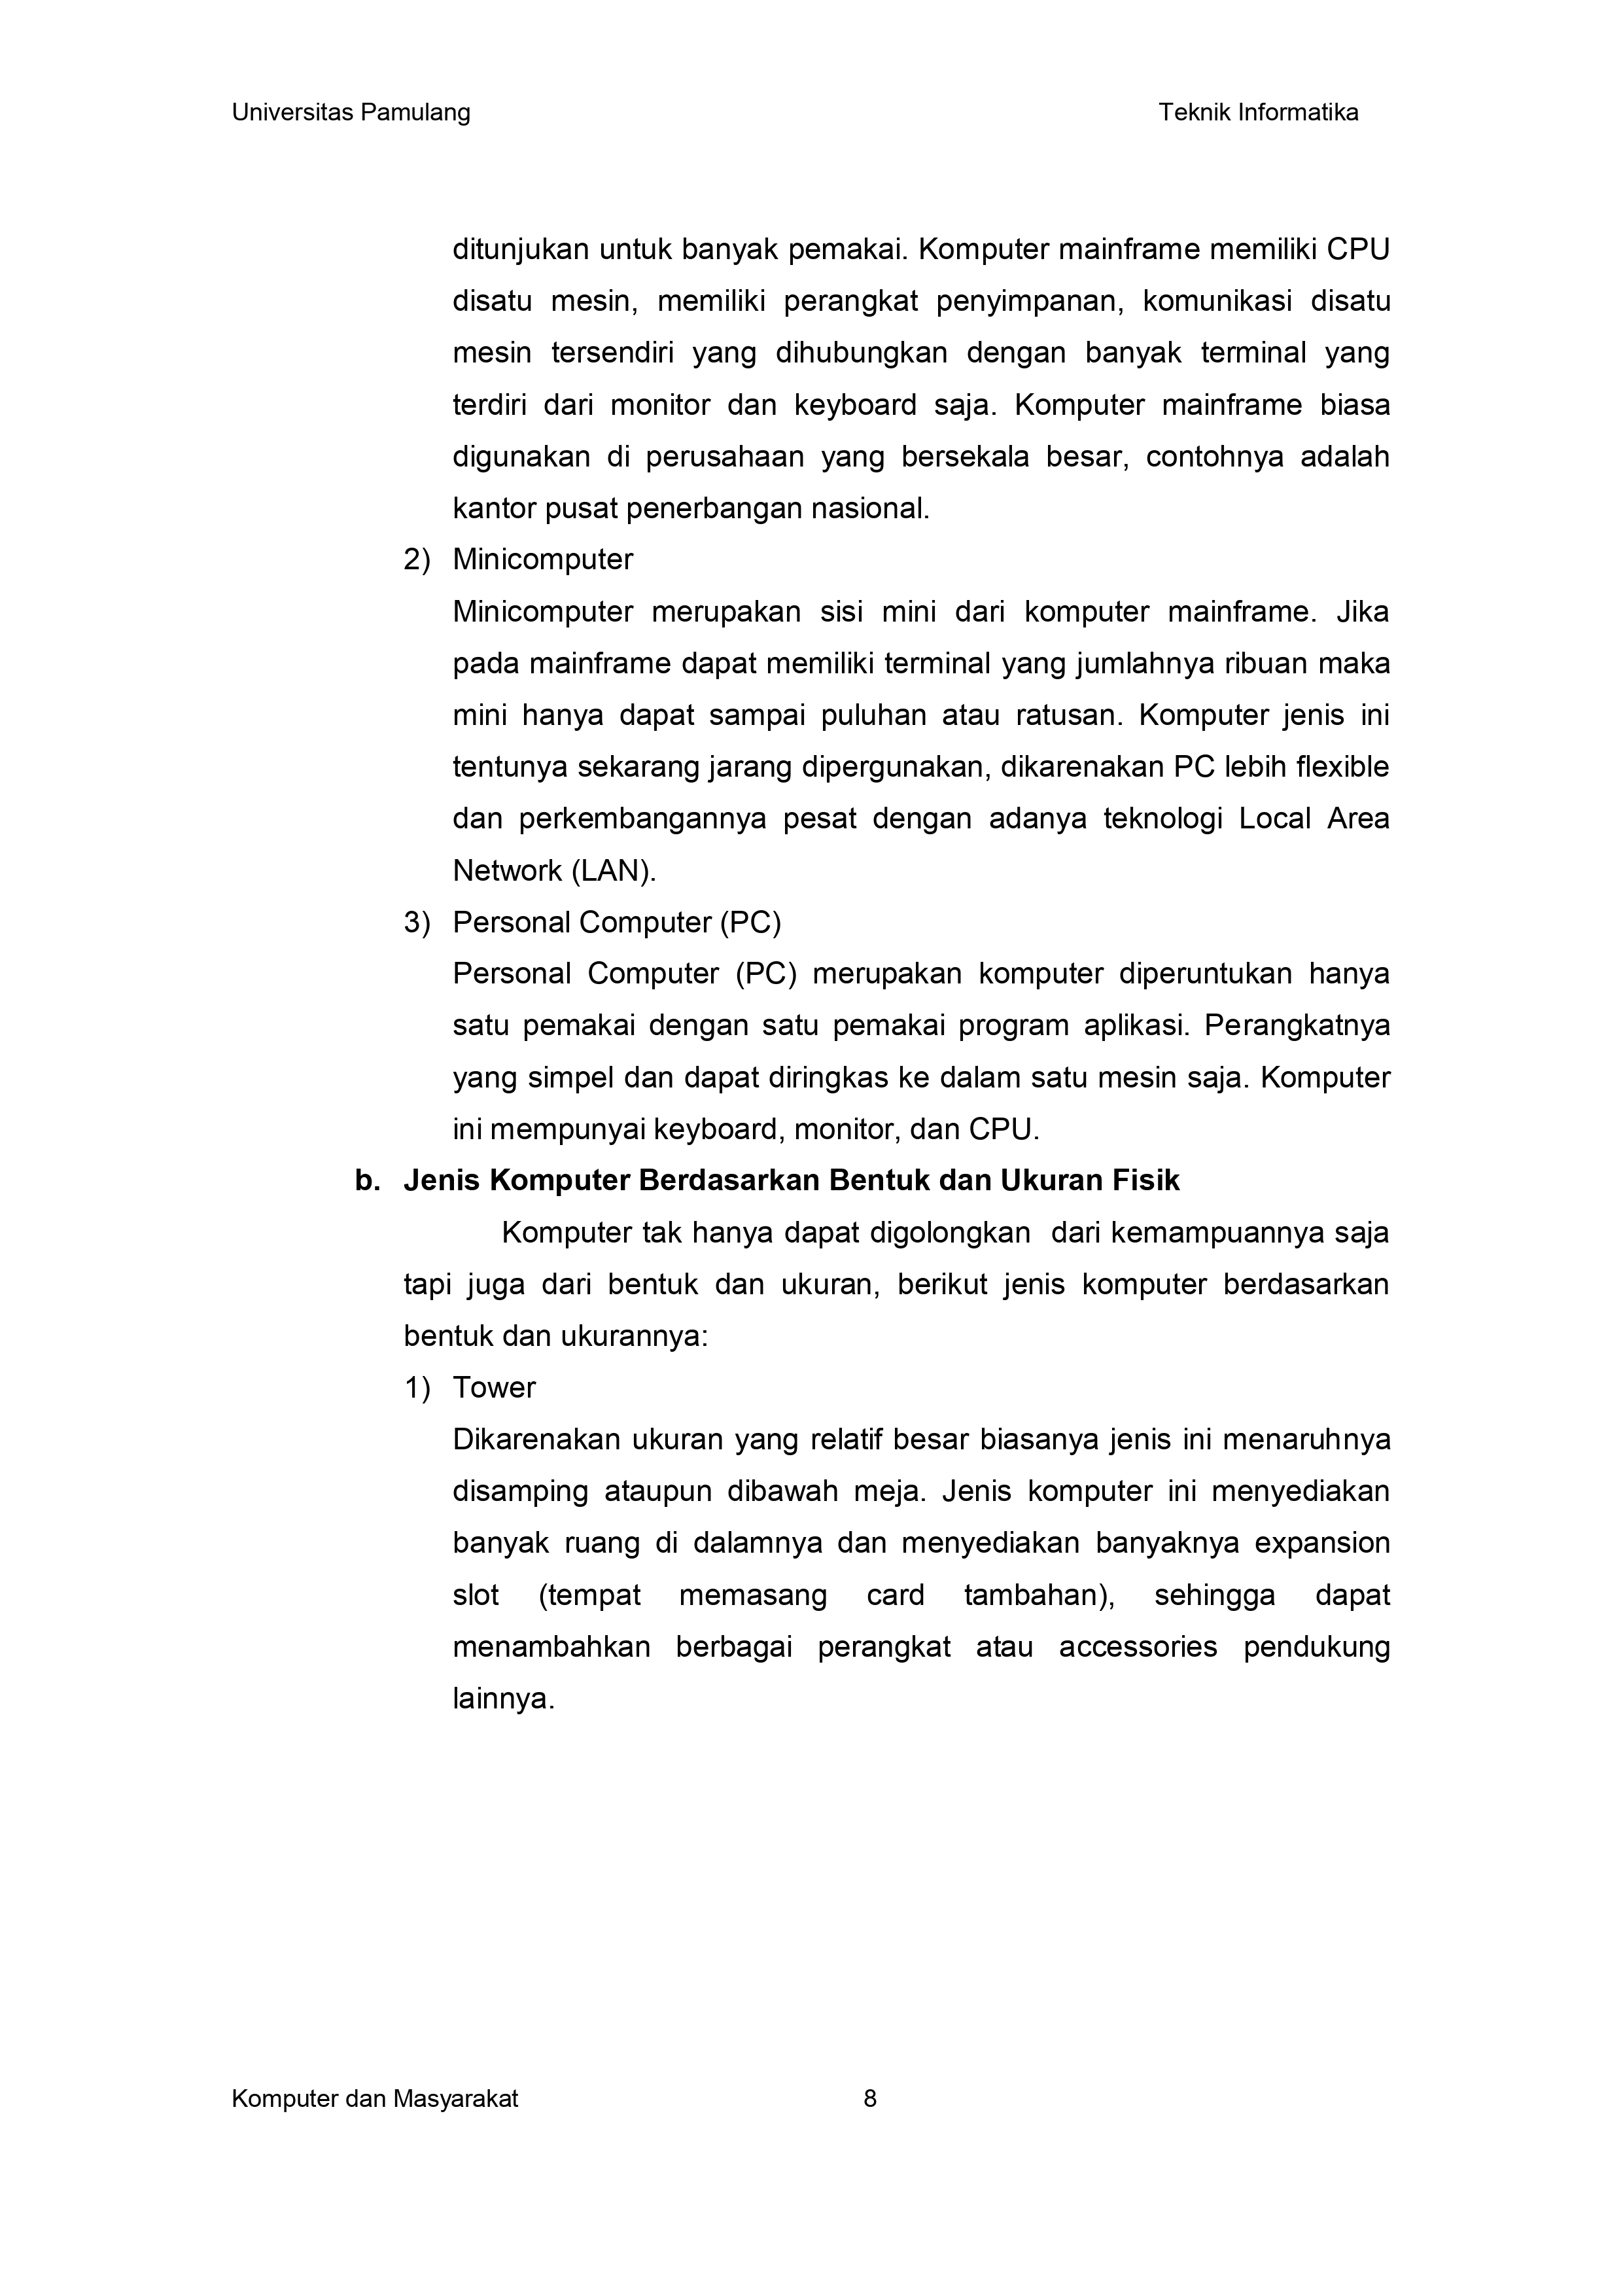 Universitas Pamulang Teknik Informatika
ditunjukan untuk banyak pemakai. Komputer mainframe memiliki CPU
disatu mesin, memiliki perangkat penyimpanan, komunikasi disatu
mesin tersendiri yang dihubungkan dengan banyak terminal yang
terdiri dari monitor dan keyboard saja. Komputer mainframe biasa
digunakan di perusahaan yang bersekala besar, contohnya adalah
kantor pusat penerbangan nasional.
2) Minicomputer
Minicomputer merupakan sisi mini dari komputer mainframe. Jika
pada mainframe dapat memiliki terminal yang jumlahnya ribuan maka
mini hanya dapat sampai puluhan atau ratusan. Komputer jenis ini
tentunya sekarang jarang dipergunakan, dikarenakan PC lebih flexible
dan perkembangannya pesat dengan adanya teknologi Local Area
Network (LAN).
3) Personal Computer (PC)
Personal Computer (PC) merupakan komputer diperuntukan hanya
satu pemakai dengan satu pemakai program aplikasi. Perangkatnya
yang simpel dan dapat diringkas ke dalam satu mesin saja. Komputer
ini mempunyai keyboard, monitor, dan CPU.
b. Jenis Komputer Berdasarkan Bentuk dan Ukuran Fisik
Komputer tak hanya dapat digolongkan dari kemampuannya saja
tapi juga dari bentuk dan ukuran, berikut jenis komputer berdasarkan
bentuk dan ukurannya:
1) Tower
Dikarenakan ukuran yang relatif besar biasanya jenis ini menaruhnya
disamping ataupun dibawah meja. Jenis komputer ini menyediakan
banyak ruang di dalamnya dan menyediakan banyaknya expansion
slot (tempat memasang card tambahan), sehingga dapat
menambahkan berbagai perangkat atau accessories pendukung
lainnya.
Komputer dan Masyarakat 8